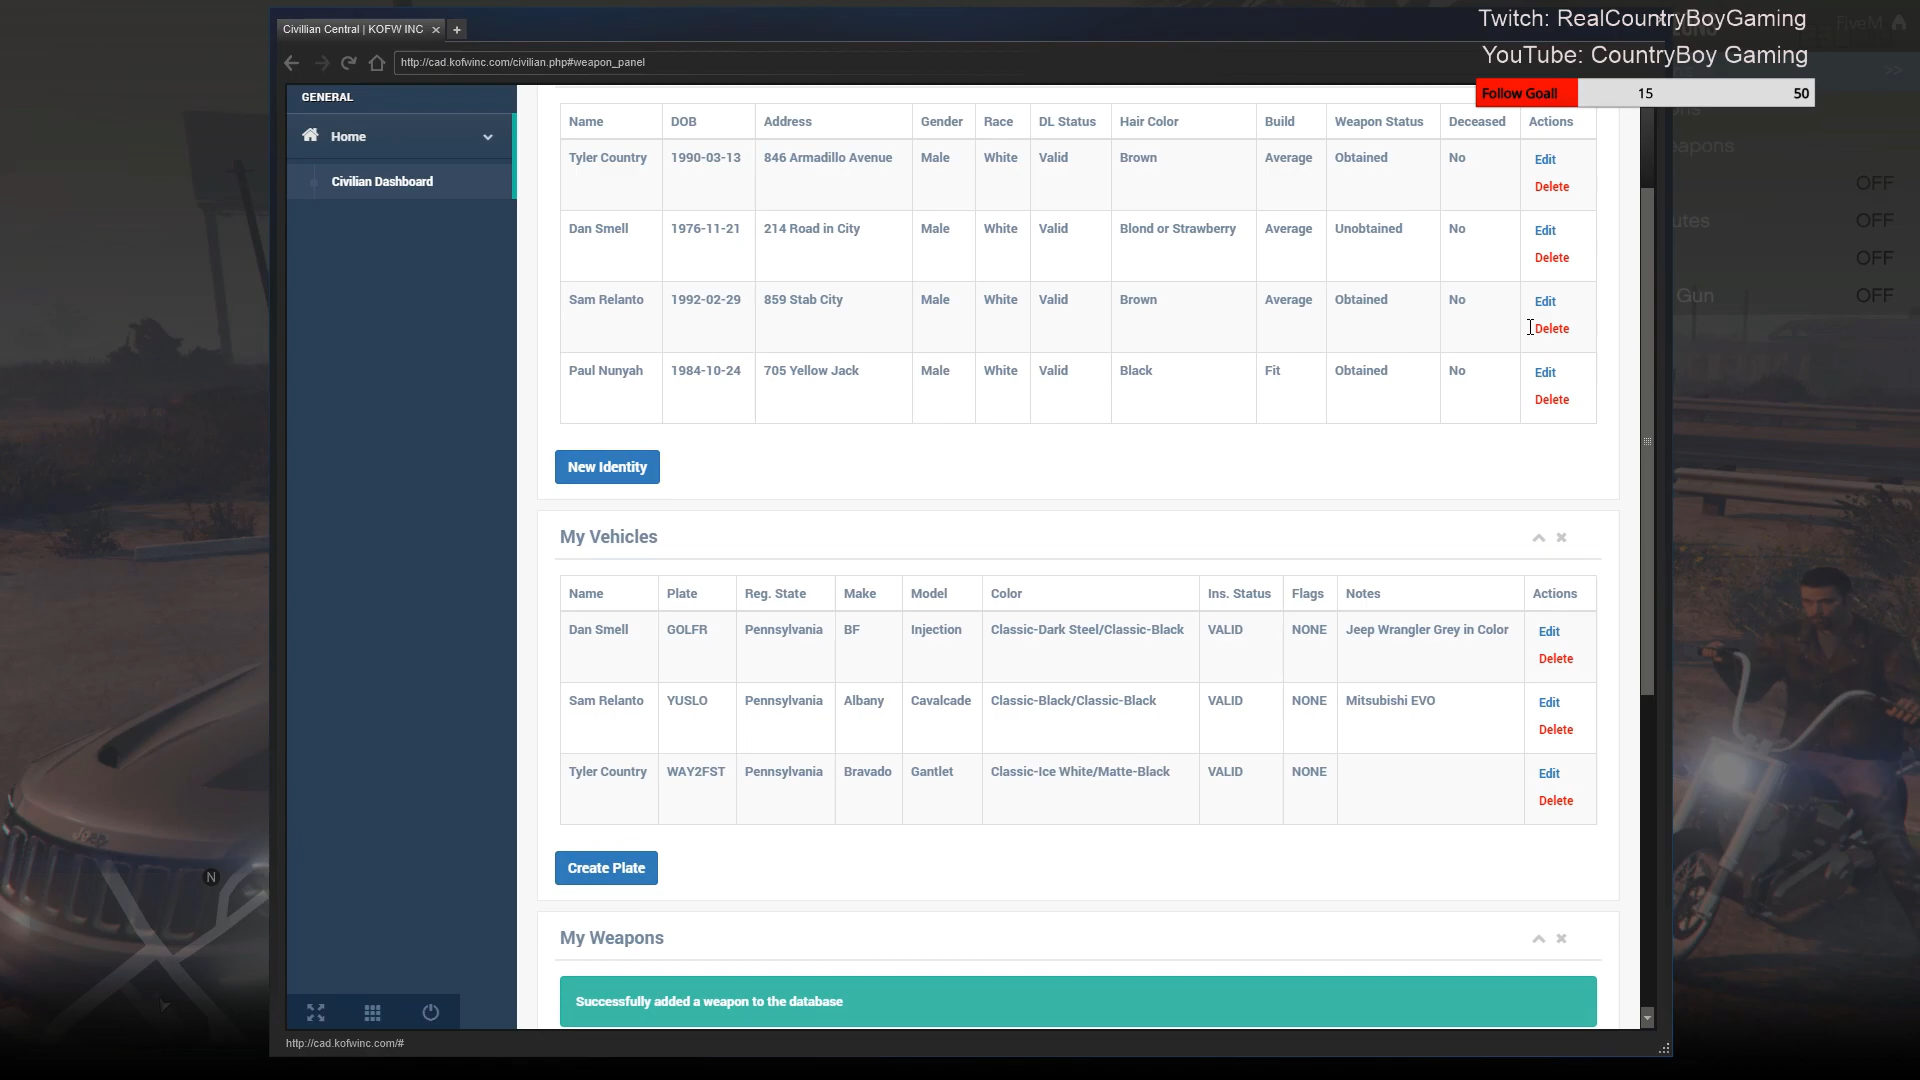 Civillian Central | KOFW INC
Twitch: RealCountryBoyGaming
YouTube: CountryBoy Gaming
FiveM
http://cad.kofwinc.com/civilian.php#weapon_panel
Follow Goal! 15 50
GENERAL
Home
Civilian Dashboard
Name DOB Address Gender Race DL Status Hair Color Build Weapon Status Deceased Actions
Tyler Country 1990-03-13 846 Armadillo Avenue Male White Valid Brown Average Obtained No Edit
Delete
Dan Smell 1976-11-21 214 Road in City Male White Valid Blond or Strawberry Average Unobtained No Edit
Delete
Sam Relanto 1992-02-29 859 Stab City Male White Valid Brown Average Obtained No Edit
Delete
Paul Nunyah 1984-10-24 705 Yellow Jack Male White Valid Black Fit Obtained No Edit
Delete
New Identity
My Vehicles
Name Plate Reg. State Make Model Color Ins. Status Flags Notes Actions
Dan Smell GOLFR Pennsylvania BF Injection Classic-Dark Steel/Classic-Black VALID NONE Jeep Wrangler Grey in Color Edit
Delete
Sam Relanto YUSLO Pennsylvania Albany Cavalcade Classic-Black/Classic-Black VALID NONE Mitsubishi EVO Edit
Delete
Tyler Country WAY2FST Pennsylvania Bravado Gantlet Classic-Ice White/Matte-Black VALID NONE Edit
Delete
Create Plate
My Weapons
Successfully added a weapon to the database
http://cad.kofwinc.com/#
N
Jeep
>>
eapons
OFF
utes OFF
OFF
Gun OFF